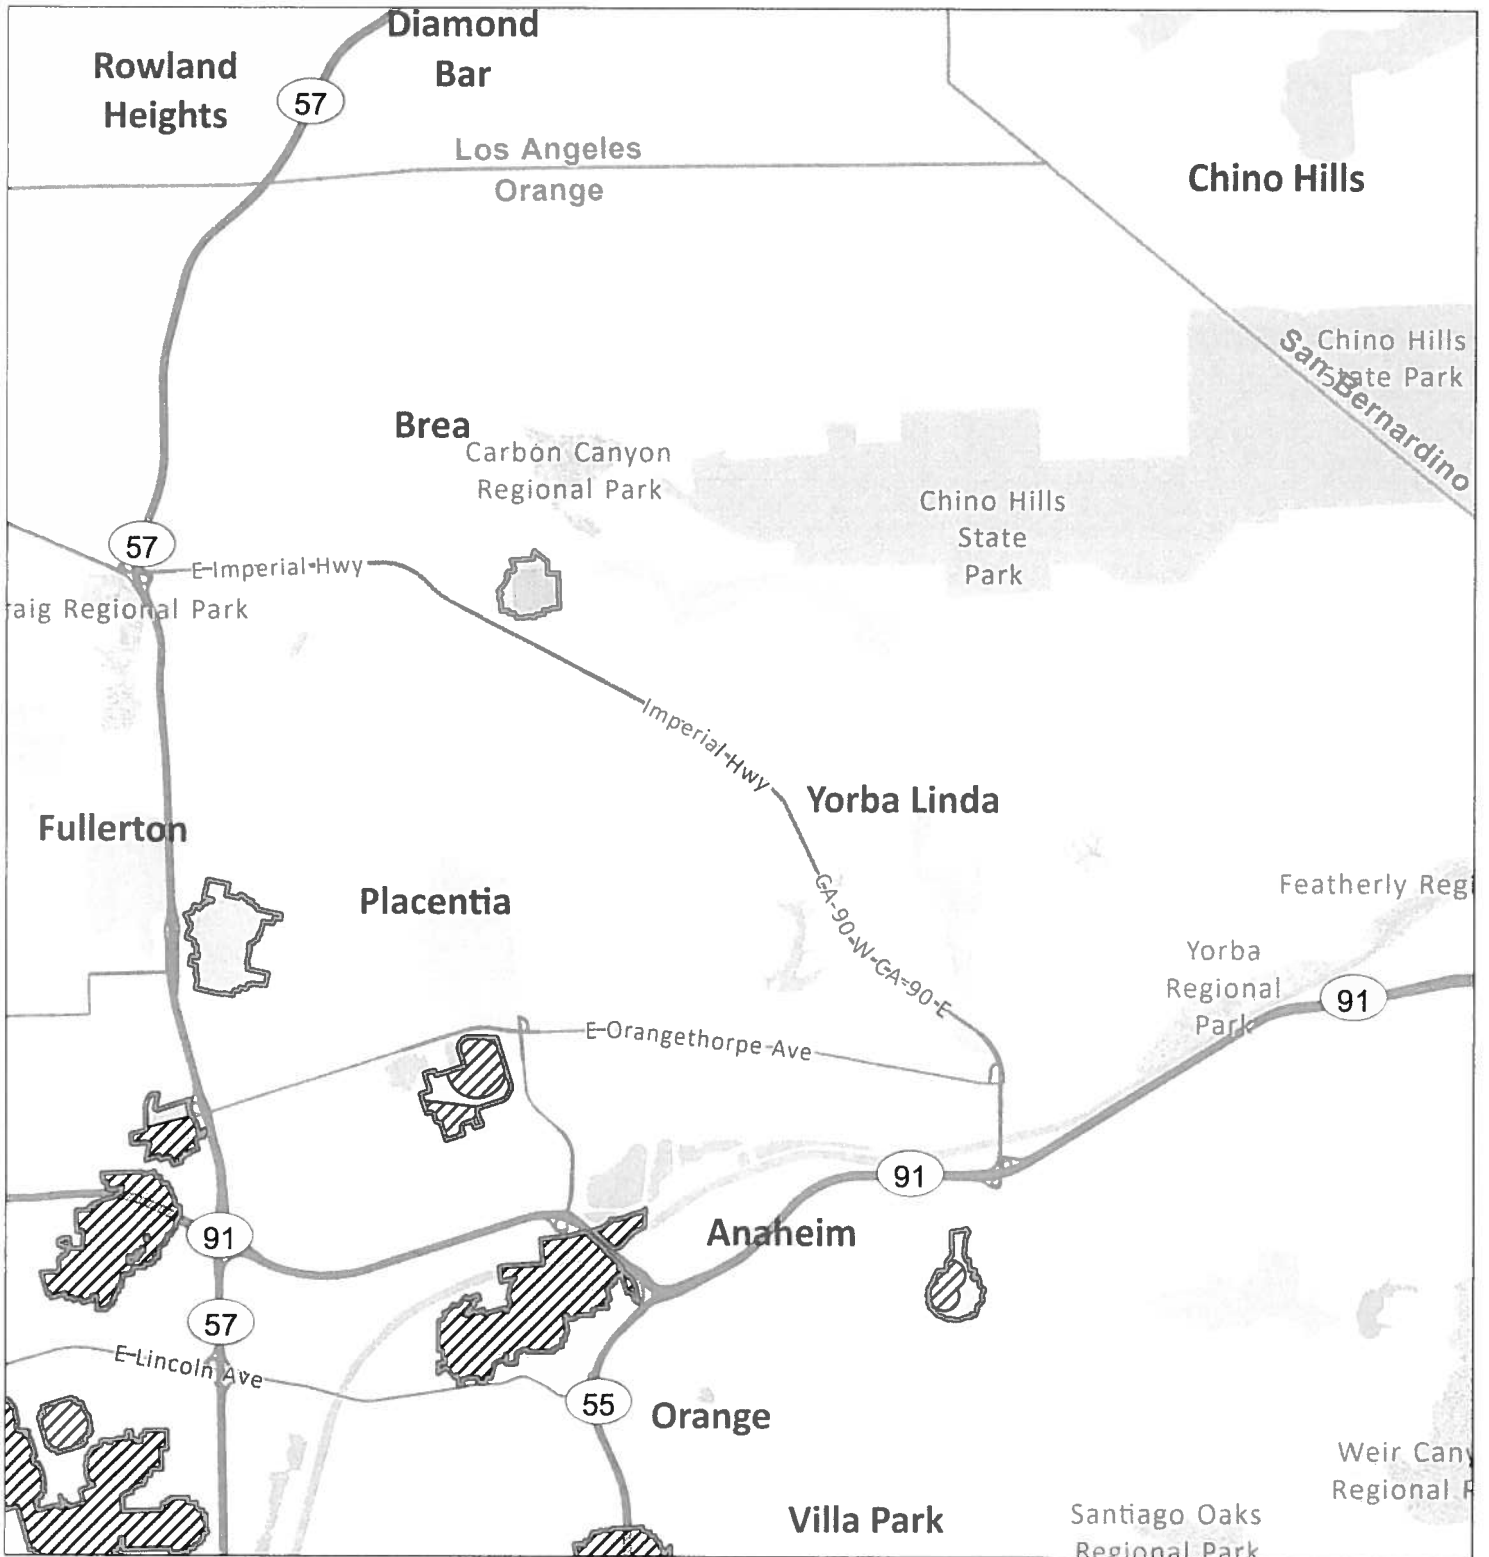 Diamond
Bar
Rowland
Heights
57
Los Angeles
Orange
Chino Hills
Chino Hills
State Park
San Bernardino
Brea
Carbon Canyon
Regional Park
Chino Hills
State
Park
57
E Imperial Hwy
raig Regional Park
Imperial Hwy
Yorba Linda
Fullerton
Placentia
CA-90-W-CA-90-E
Featherly Reg
Yorba
Regional
Park
91
E Orangethorpe Ave
91
91
Anaheim
57
E Lincoln Ave
55
Orange
Weir Can
Regional
Villa Park
Santiago Oaks
Regional Park